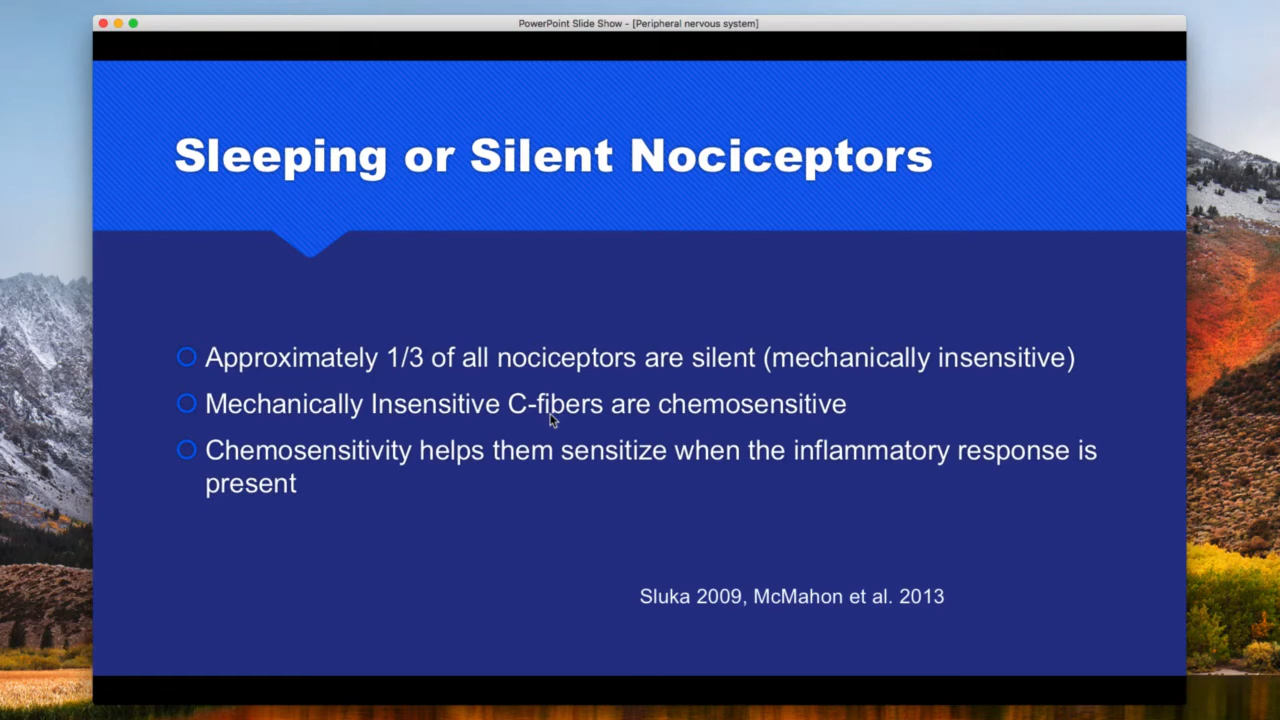 PowerPoint Slide Show - [Peripheral nervous system]
Sleeping or Silent Nociceptors
Approximately 1/3 of all nociceptors are silent (mechanically insensitive)
Mechanically Insensitive C-fibers are chemosensitive
Chemosensitivity helps them sensitize when the inflammatory response is
present
Sluka 2009, McMahon et al. 2013